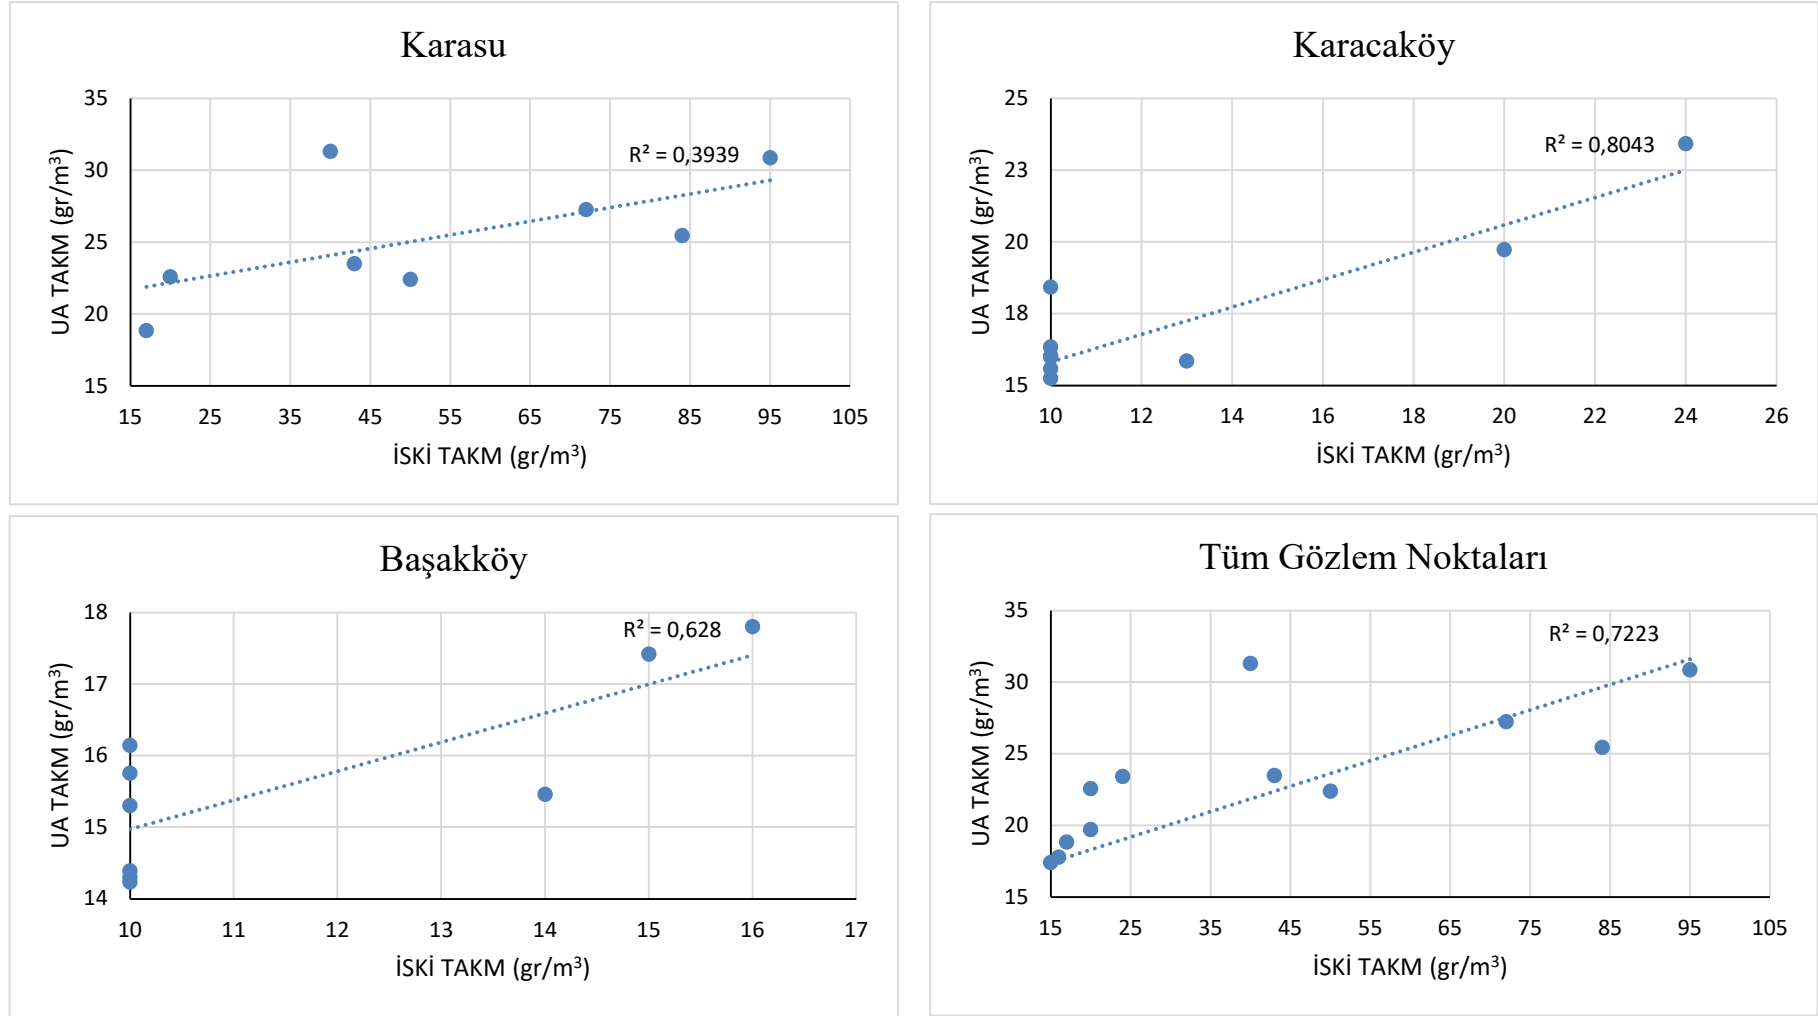 Karasu
35
30
25
20
15
UA TAKM (gr/m³)
R² = 0,3939
15 25 35 45 55 65 75 85 95 105
İSKİ TAKM (gr/m³)
Karacaköy
25
23
20
18
15
UA TAKM (gr/m³)
R² = 0,8043
10 12 14 16 18 20 22 24 26
İSKİ TAKM (gr/m³)
Başakköy
18
17
16
15
14
UA TAKM (gr/m³)
R² = 0,628
10 11 12 13 14 15 16 17
İSKİ TAKM (gr/m³)
Tüm Gözlem Noktaları
35
30
25
20
15
UA TAKM (gr/m³)
R² = 0,7223
15 25 35 45 55 65 75 85 95 105
İSKİ TAKM (gr/m³)